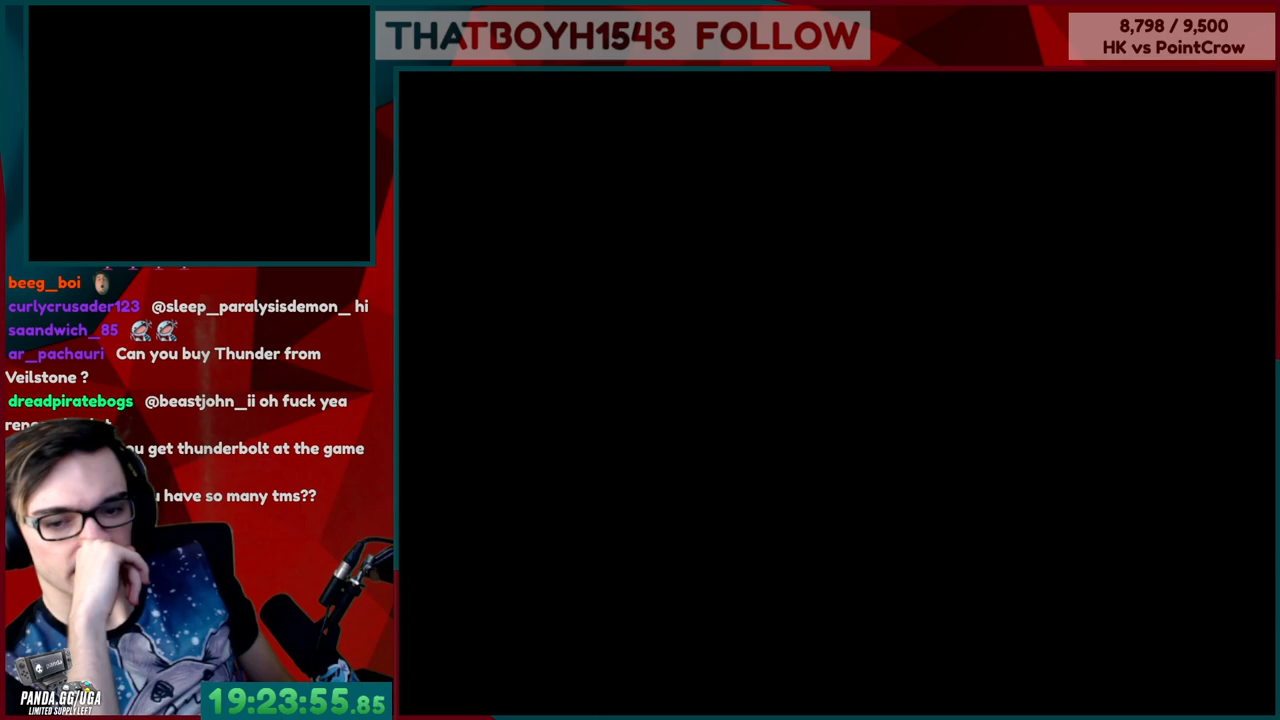 THATBOYH1543 FOLLOW
8,798 / 9,500
HK vs PointCrow
beeg_boi
curlycrusader123 @sleep_paralysisdemon_ hi
saandwich_85
ar_pachauri Can you buy Thunder from
Veilstone ?
dreadpiratebogs @beastjohn_ii oh fuck yea
get thunderbolt at the game
have so many tms??
panda
PANDA.GG/UGA
LIMITED SUPPLY LEFT
19:23:55.85